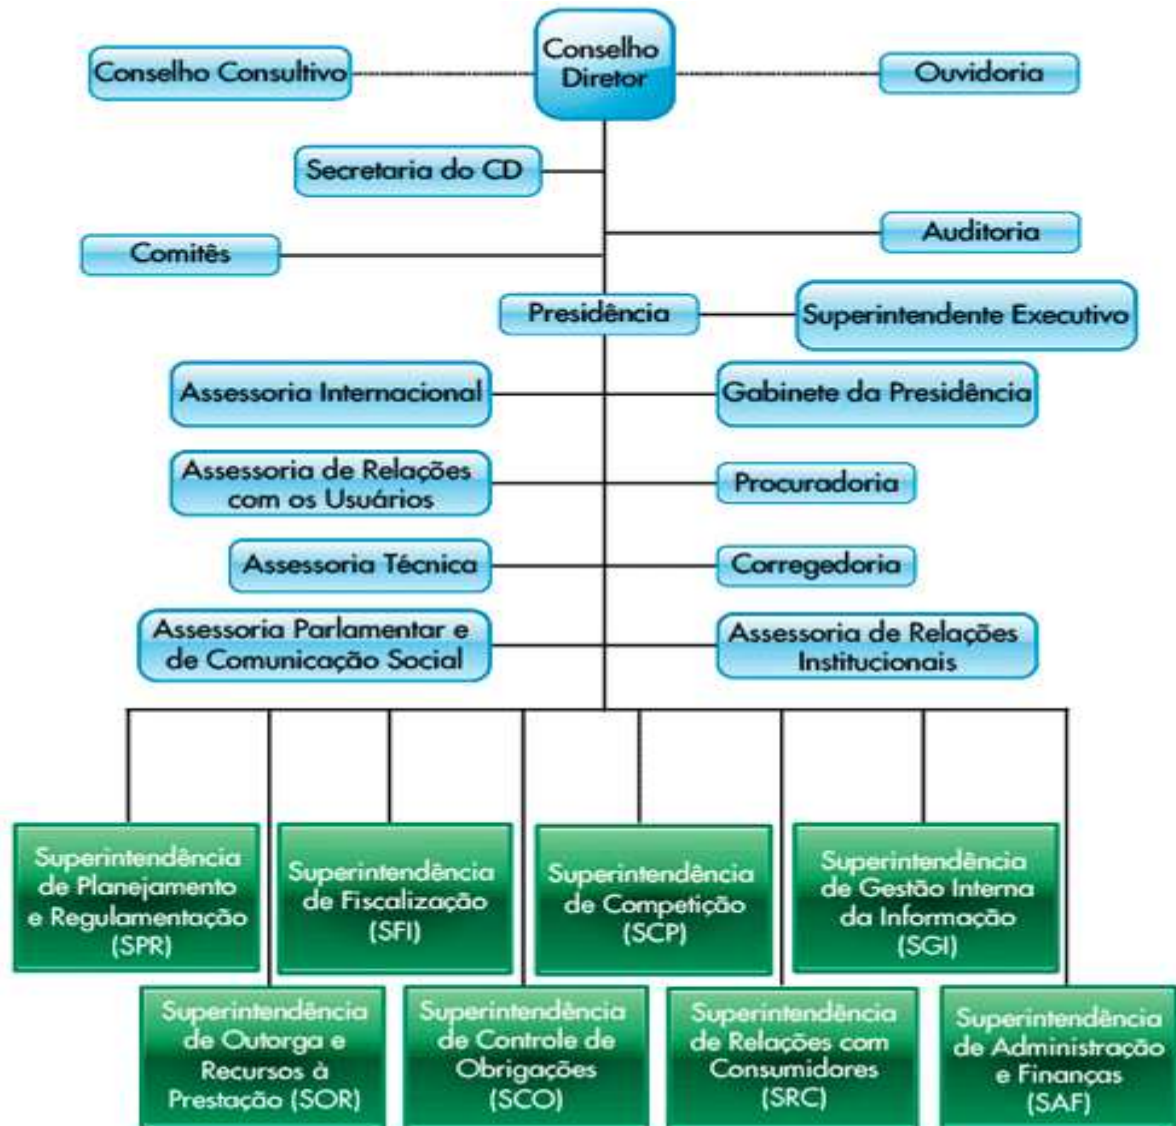 Conselho Consultivo
Conselho
Diretor
Ouvidoria
Secretaria do CD
Auditoria
Comitês
Presidência
Superintendente Executivo
Assessoria Internacional
Gabinete da Presidência
Assessoria de Relações
com os Usuários
Procuradoria
Assessoria Técnica
Corregedoria
Assessoria Parlamentar e
de Comunicação Social
Assessoria de Relações
Institucionais
Superintendência
de Planejamento
e Regulamentação
(SPR)
Superintendência
de Fiscalização
(SFI)
Superintendência
de Competição
(SCP)
Superintendência
de Gestão Interna
da Informação
(SGI)
Superintendência
de Outorga e
Recursos à
Prestação (SOR)
Superintendência
de Controle de
Obrigações
(SCO)
Superintendência
de Relações com
Consumidores
(SRC)
Superintendência
de Administração
e Finanças
(SAF)